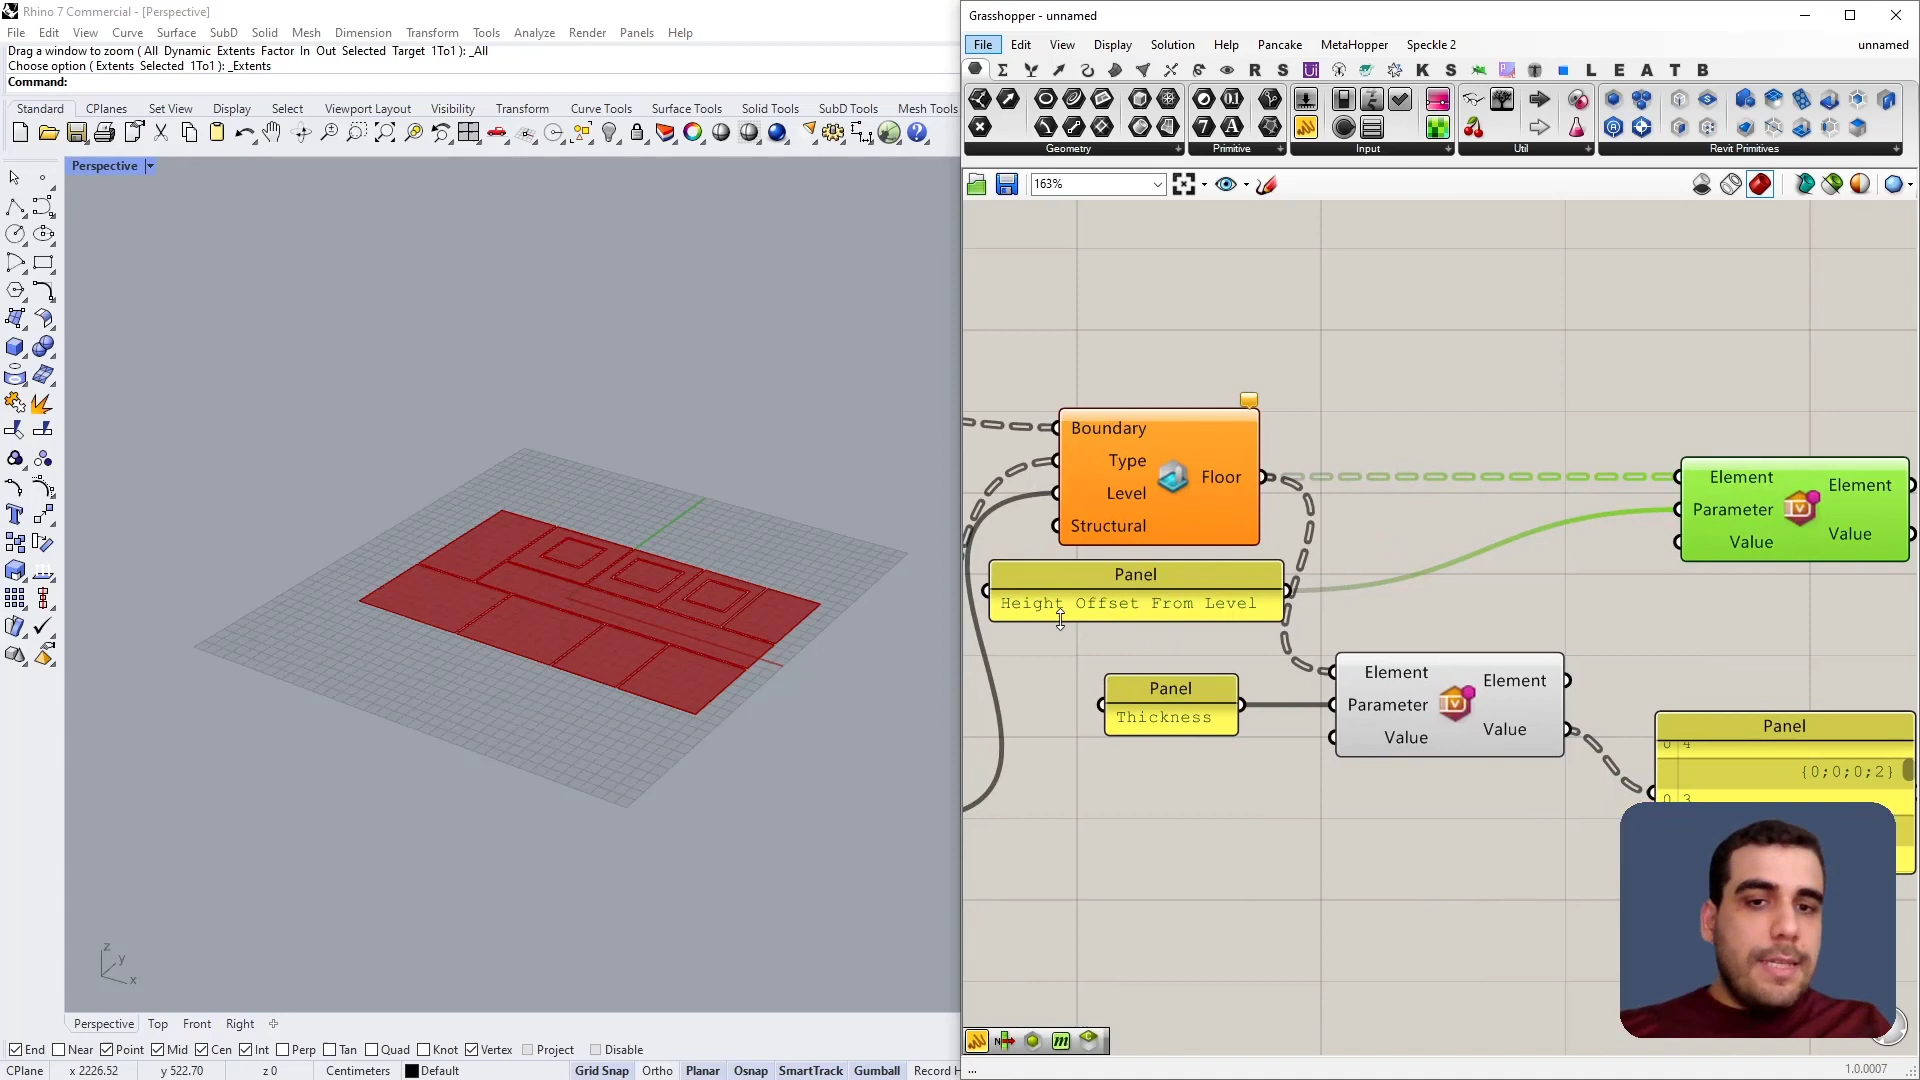 Rhino 7 Commercial - [Perspective]
File Edit View Curve Surface SubD Solid Mesh Dimension Transform Tools Analyze Render Panels Help
Drag a window to zoom ( All Dynamic Extents Factor In Out Selected Target 1To1 ): _All
Choose option ( Extents Selected 1To1 ): _Extents
Command:
Standard CPlanes Set View Display Select Viewport Layout Visibility Transform Curve Tools Surface Tools Solid Tools SubD Tools Mesh Tools
Perspective
z
y
x
Perspective Top Front Right
End Near Point Mid Cen Int Perp Tan Quad Knot Vertex Project Disable
CPlane x 2226.52 y 522.70 z 0 Centimeters Default Grid Snap Ortho Planar Osnap SmartTrack Gumball Record H
Grasshopper - unnamed
File Edit View Display Solution Help Pancake MetaHopper Speckle 2 unnamed
R S K S L E A T B
Geometry Primitive Input Util Revit Primitives
163%
Boundary
Type
Level
Structural
Floor
Element
Parameter
Value
Element
Value
Panel
Height Offset From Level
Panel
Thickness
Element
Parameter
Value
Element
Value
Panel
0 4
{0;0;0;2}
0 3
...
1.0.0007